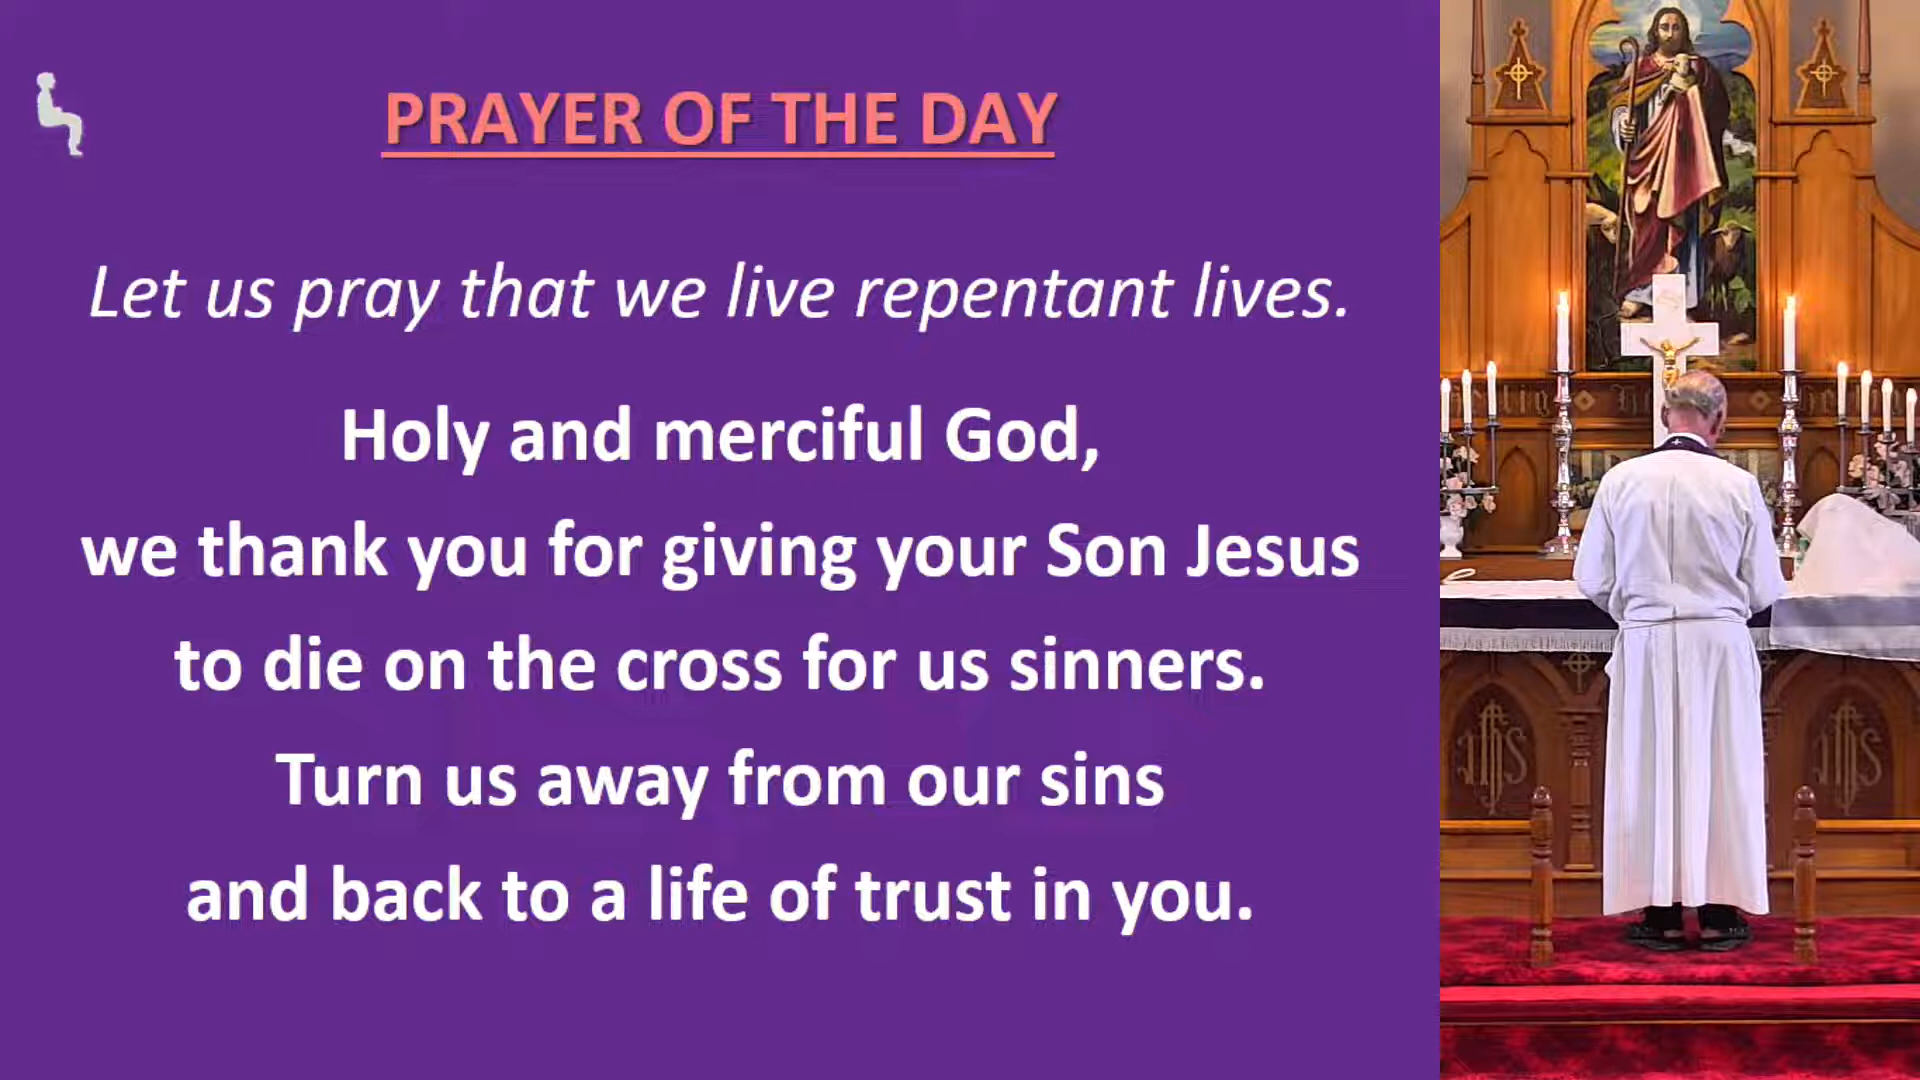 PRAYER OF THE DAY
Let us pray that we live repentant lives.
Holy and merciful God,
we thank you for giving your Son Jesus
to die on the cross for us sinners.
Turn us away from our sins
and back to a life of trust in you.
IHS
IHS